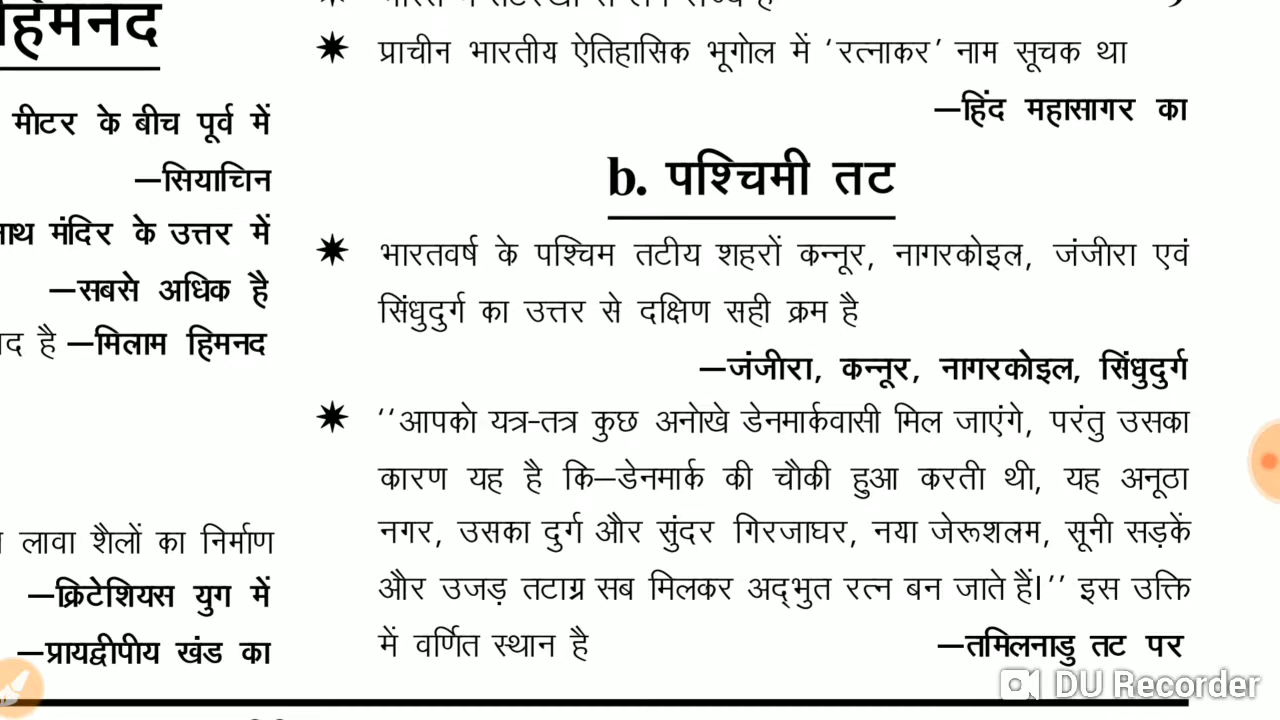 हिमनद
मीटर के बीच पूर्व में
—सियाचिन
नाथ मंदिर के उत्तर में
—सबसे अधिक है
है —मिलाम हिमनद
लावा शैलों का निर्माण
—क्रिटेशियस युग में
—प्रायद्वीपीय खंड का
✷ प्राचीन भारतीय ऐतिहासिक भूगोल में ‘रत्नाकर’ नाम सूचक था
—हिंद महासागर का
b. पश्चिमी तट
✷ भारतवर्ष के पश्चिम तटीय शहरों कन्नूर, नागरकोइल, जंजीरा एवं
सिंधुदुर्ग का उत्तर से दक्षिण सही क्रम है
—जंजीरा, कन्नूर, नागरकोइल, सिंधुदुर्ग
✷ ‘‘आपको यत्र-तत्र कुछ अनोखे डेनमार्कवासी मिल जाएंगे, परंतु उसका
कारण यह है कि—डेनमार्क की चौकी हुआ करती थी, यह अनूठा
नगर, उसका दुर्ग और सुंदर गिरजाघर, नया जेरूशलम, सूनी सड़कें
और उजड़ तटाग्र सब मिलकर अद्भुत रत्न बन जाते हैं।’’ इस उक्ति
में वर्णित स्थान है —तमिलनाडु तट पर
DU Recorder